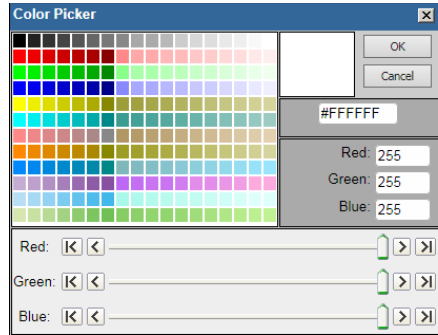 Color Picker
OK
Cancel
#FFFFFF
Red: 255
Green: 255
Blue: 255
Red:
Green:
Blue: